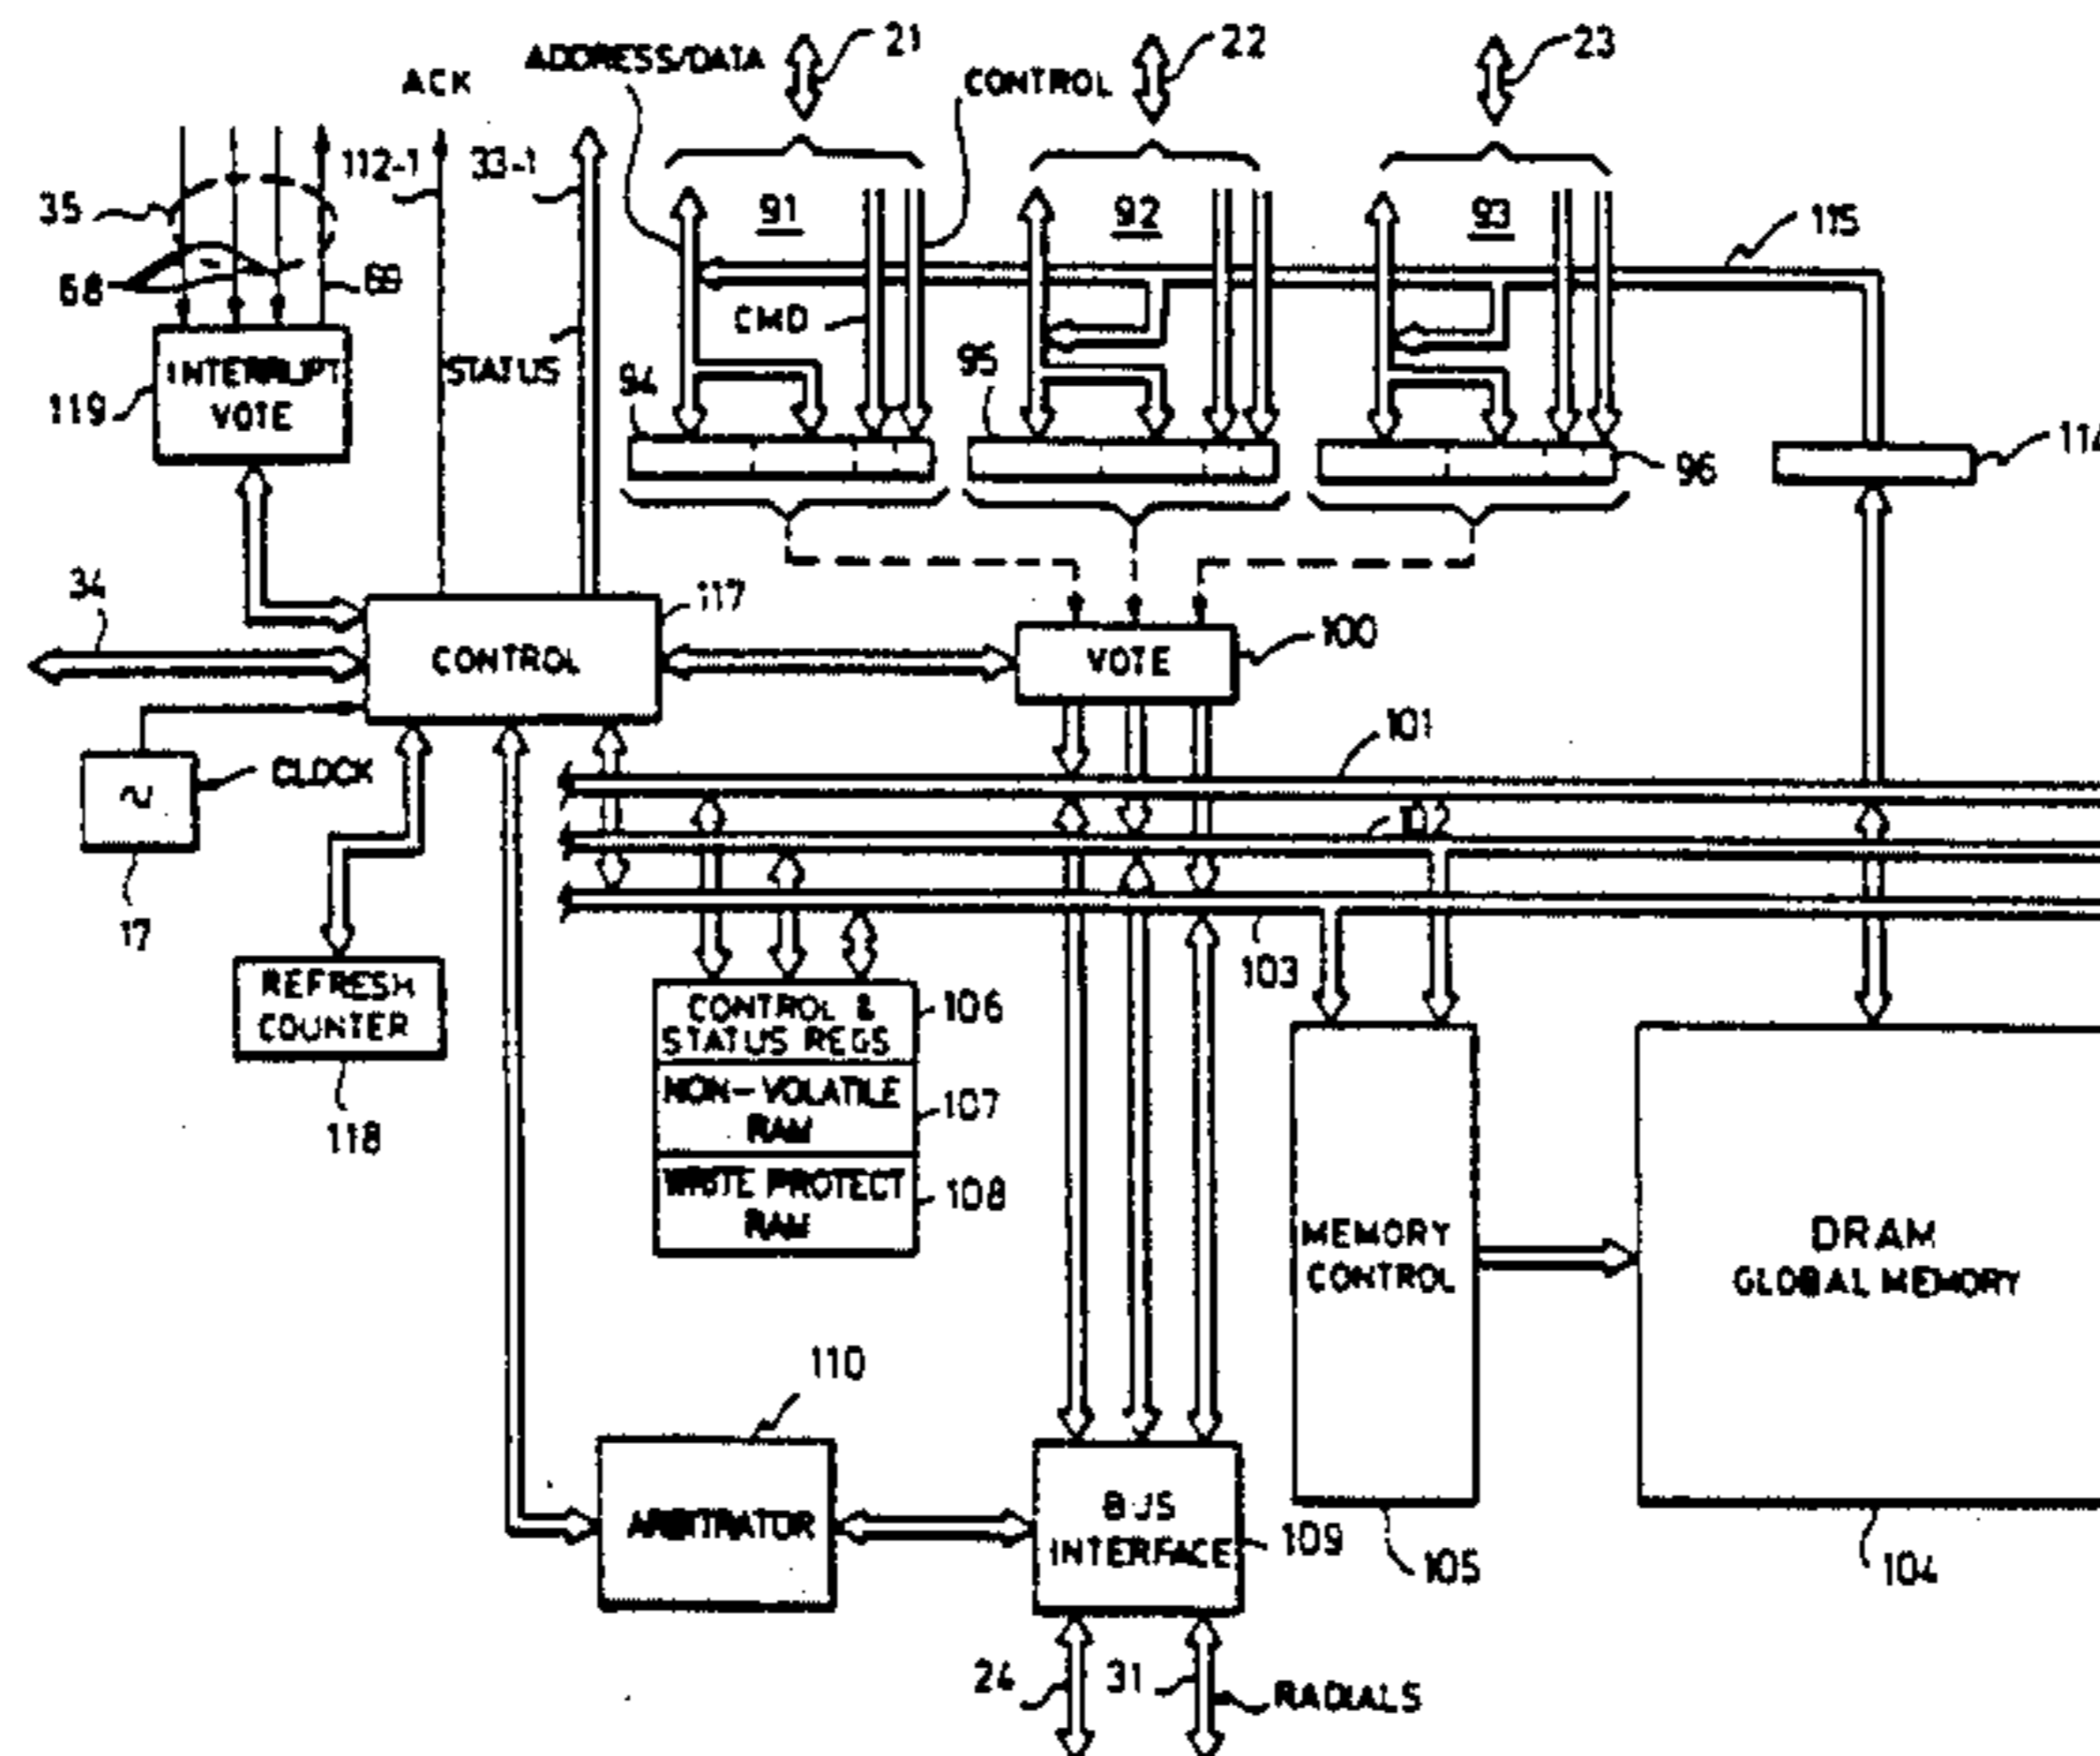 21
22
23
ADDRESS/DATA
ACK
CONTROL
112-1
33-1
35
91
92
93
115
68
69
CMD
INTERRUPT
VOTE
STATUS
119
94
95
96
34
117
CONTROL
VOTE
100
101
CLOCK
102
17
103
REFRESH
COUNTER
118
CONTROL &
STATUS REGS
106
NON-VOLATILE
RAM
107
WRITE PROTECT
RAM
108
MEMORY
CONTROL
DRAM
GLOBAL MEMORY
110
ARBITRATOR
BUS
INTERFACE
109
105
104
24
31
RADIALS